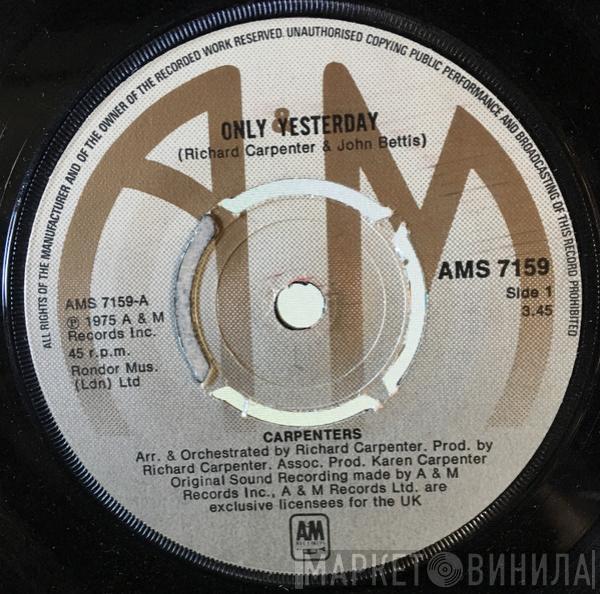 ALL RIGHTS OF THE MANUFACTURER AND OF THE OWNER OF THE RECORDED WORK RESERVED. UNAUTHORISED COPYING PUBLIC PERFORMANCE AND BROADCASTING OF THIS RECORD PROHIBITED
A&M
ONLY YESTERDAY
(Richard Carpenter & John Bettis)
AMS 7159
Side 1
3.45
AMS 7159-A
℗ 1975 A & M
Records Inc.
45 r.p.m.
Rondor Mus.
(Ldn) Ltd
CARPENTERS
Arr. & Orchestrated by Richard Carpenter. Prod. by
Richard Carpenter. Assoc. Prod. Karen Carpenter
Original Sound Recording made by A & M
Records Inc., A & M Records Ltd. are
exclusive licensees for the UK
AM
RECORDS
МАРКЕТ ВИНИЛА